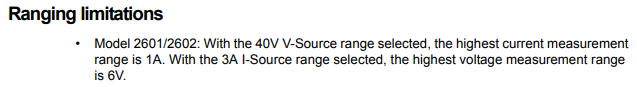 Ranging limitations
• Model 2601/2602: With the 40V V-Source range selected, the highest current measurement
range is 1A. With the 3A I-Source range selected, the highest voltage measurement range
is 6V.